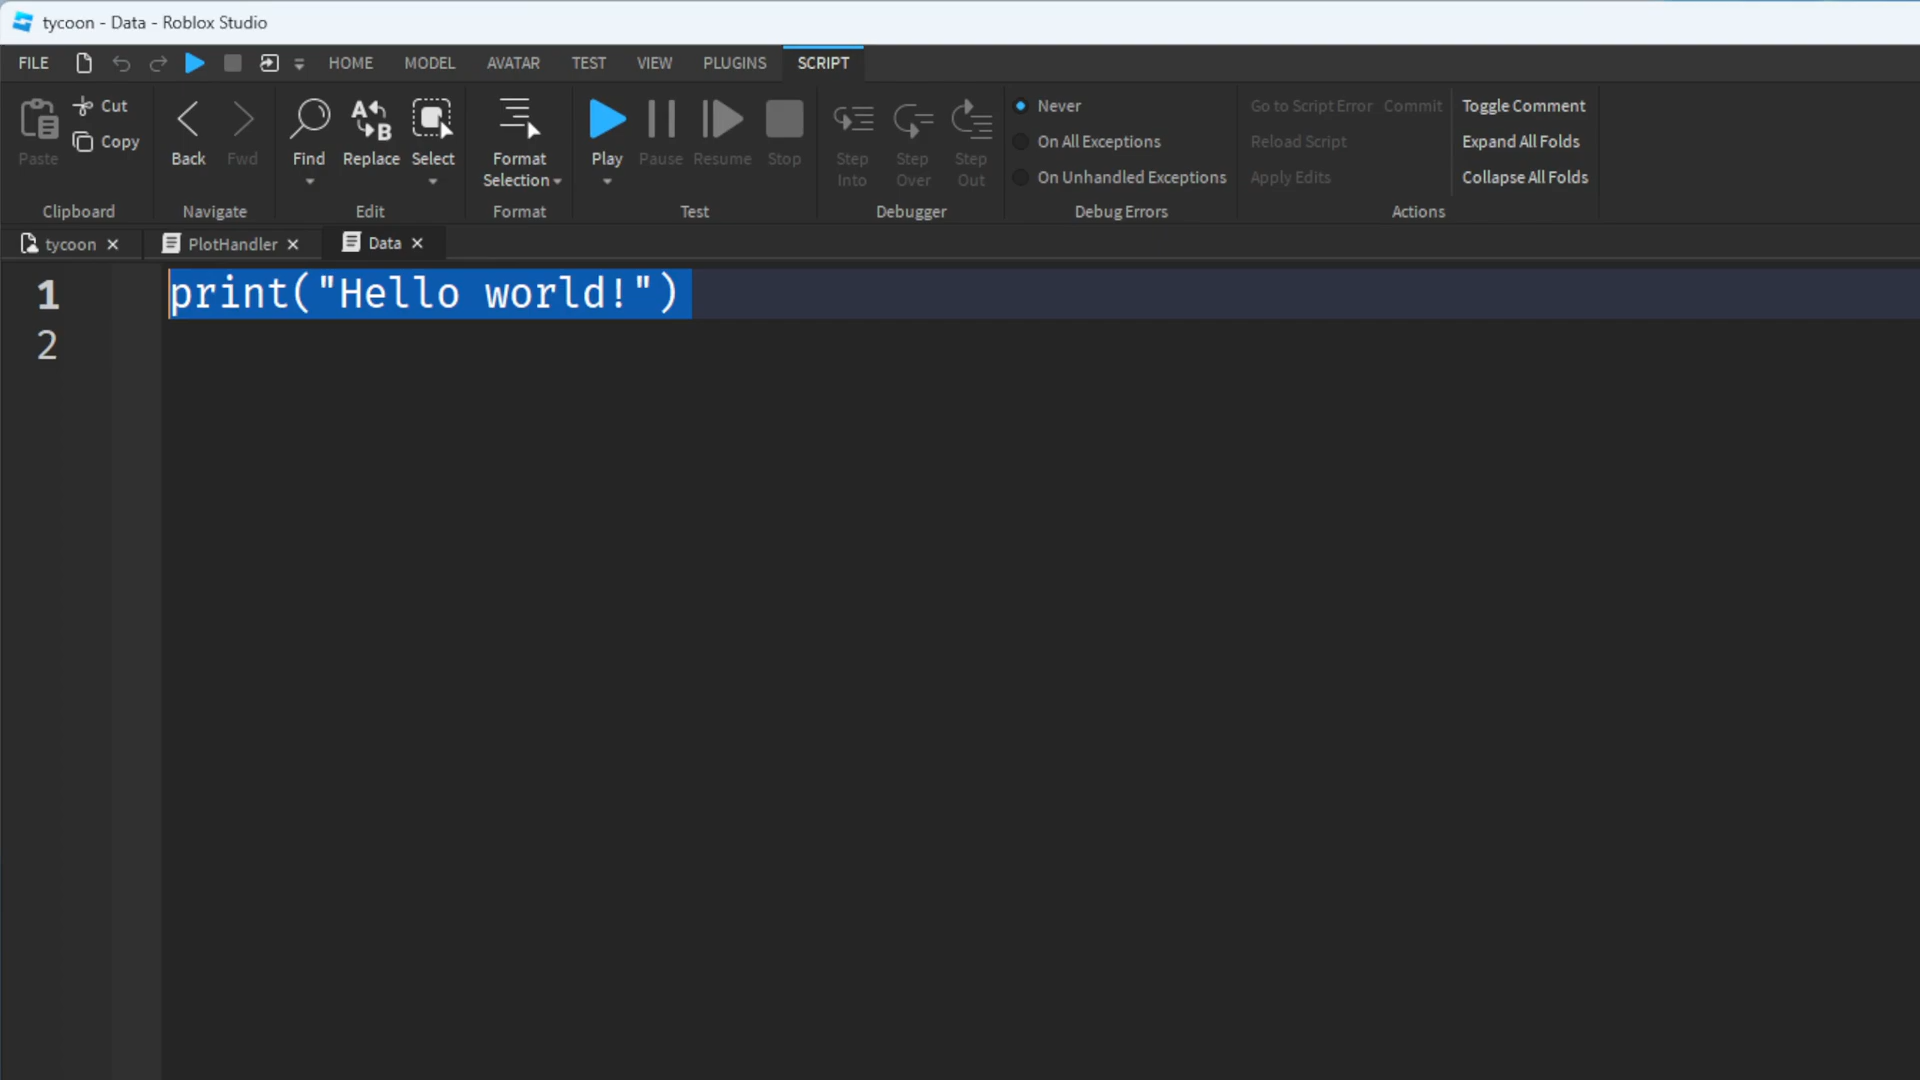 tycoon - Data - Roblox Studio
FILE HOME MODEL AVATAR TEST VIEW PLUGINS SCRIPT
Paste Cut Copy
Back Fwd
Find Replace Select
Format Selection
Play Pause Resume Stop
Step Into Step Over Step Out
Never
On All Exceptions
On Unhandled Exceptions
Go to Script Error Commit
Reload Script
Apply Edits
Toggle Comment
Expand All Folds
Collapse All Folds
Clipboard Navigate Edit Format Test Debugger Debug Errors Actions
tycoon PlotHandler Data
1 print("Hello world!")
2